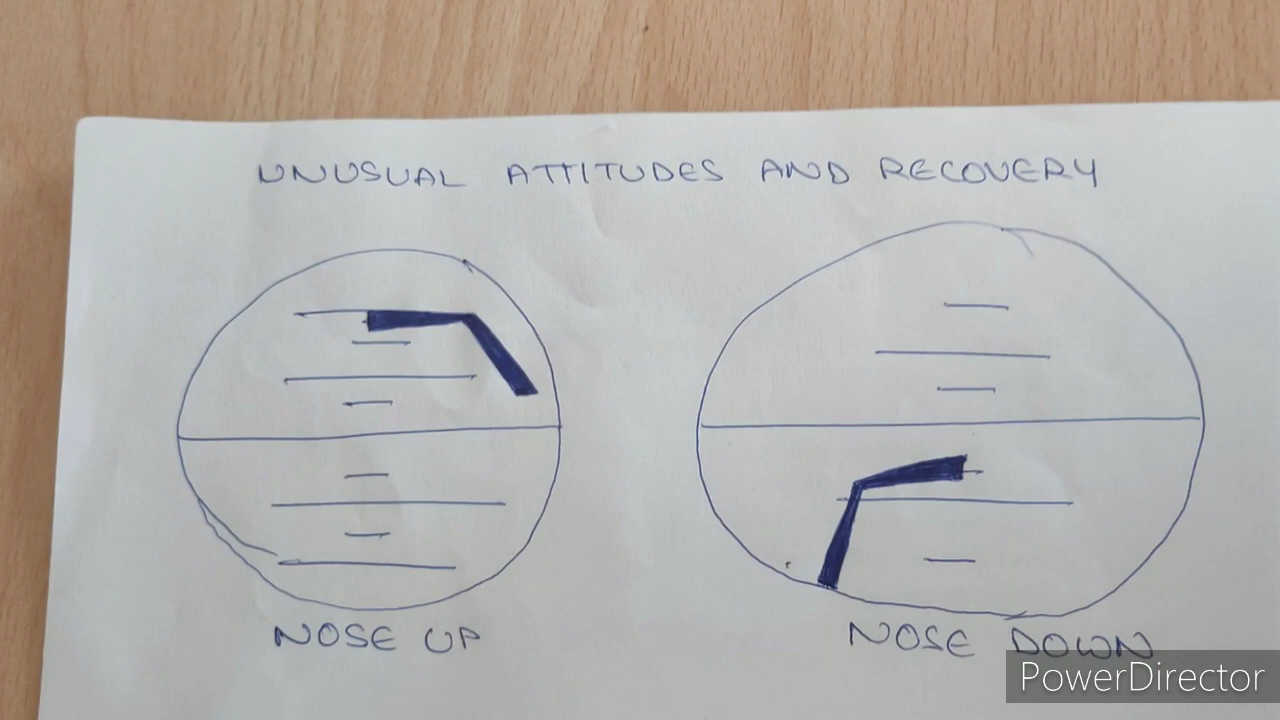 UNUSUAL ATTITUDES AND RECOVERY
NOSE UP
NOSE DOWN
PowerDirector